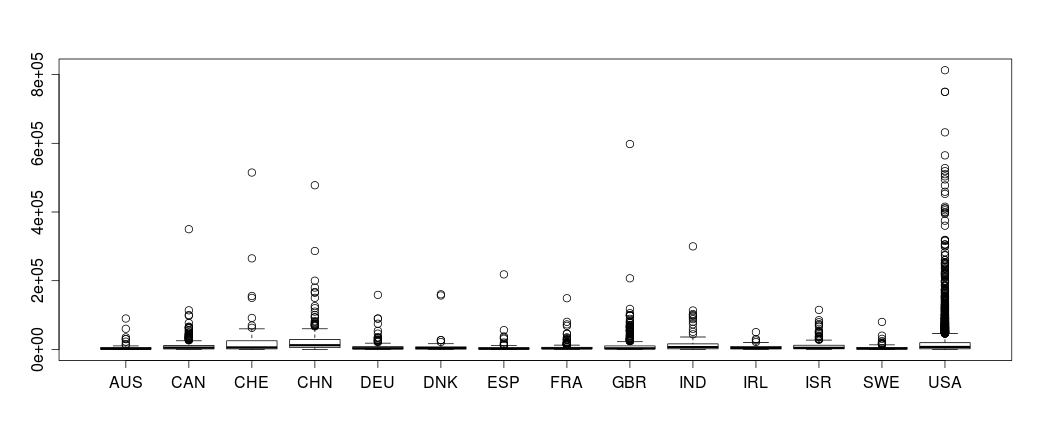 8e+05
6e+05
4e+05
2e+05
0e+00
AUS CAN CHE CHN DEU DNK ESP FRA GBR IND IRL ISR SWE USA